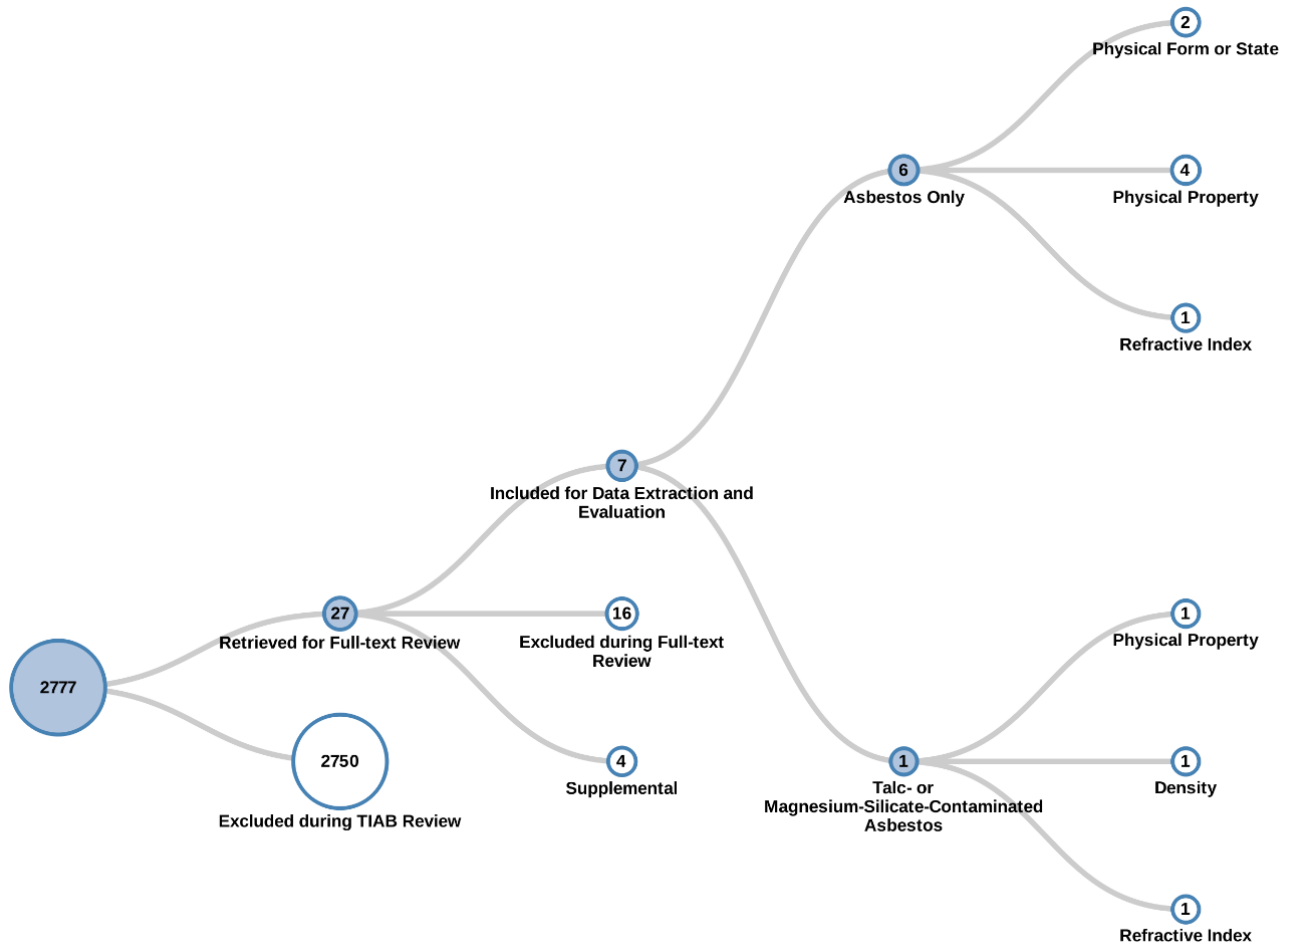 2
Physical Form or State
6
Asbestos Only
4
Physical Property
1
Refractive Index
7
Included for Data Extraction and
Evaluation
27
Retrieved for Full-text Review
16
Excluded during Full-text
Review
1
Physical Property
2777
2750
Excluded during TIAB Review
4
Supplemental
1
Talc- or
Magnesium-Silicate-Contaminated
Asbestos
1
Density
1
Refractive Index